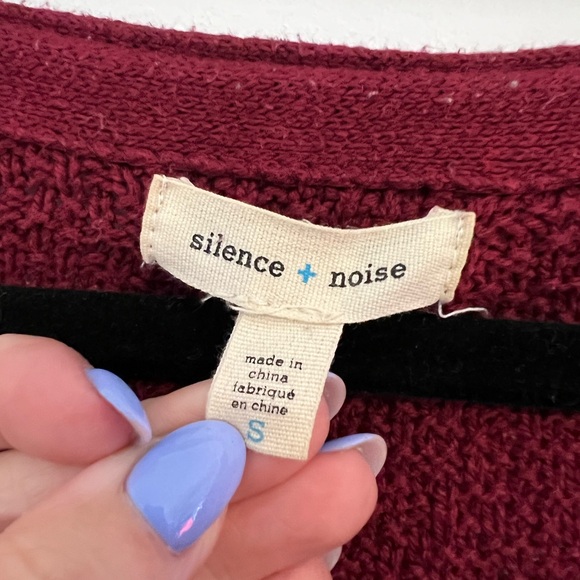 silence + noise
made in
china
fabriqué
en chine
S